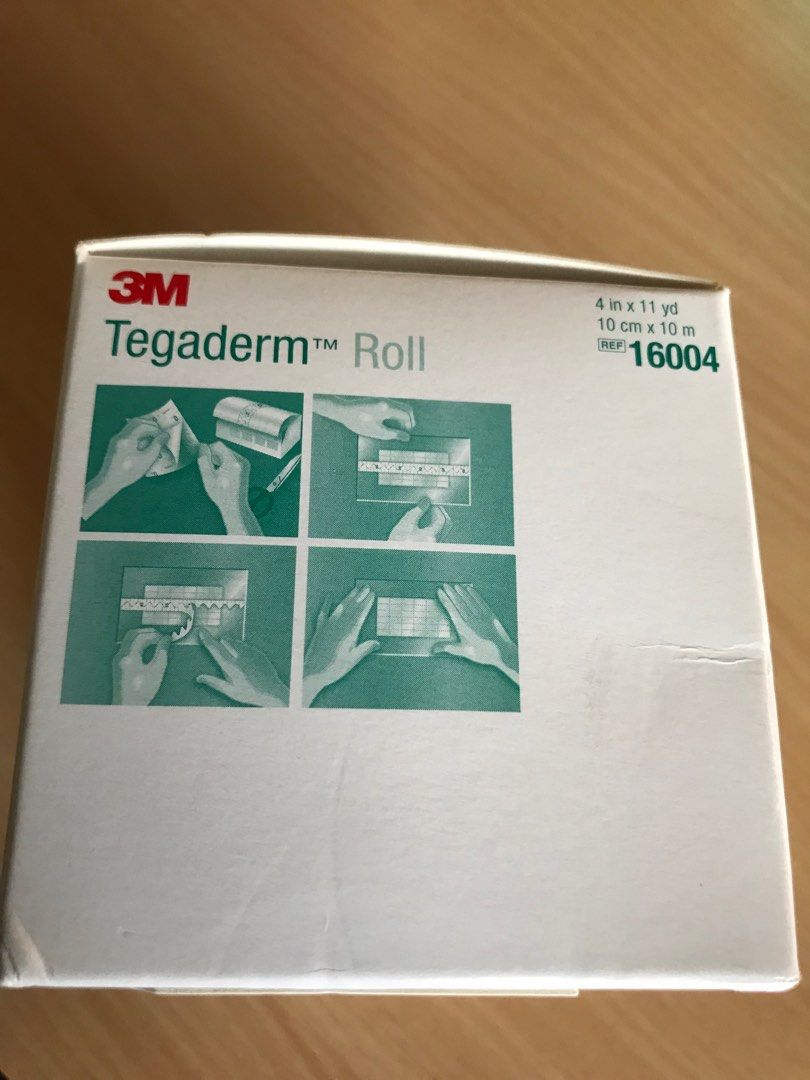 3M
Tegaderm™ Roll
4 in x 11 yd
10 cm x 10 m
REF 16004